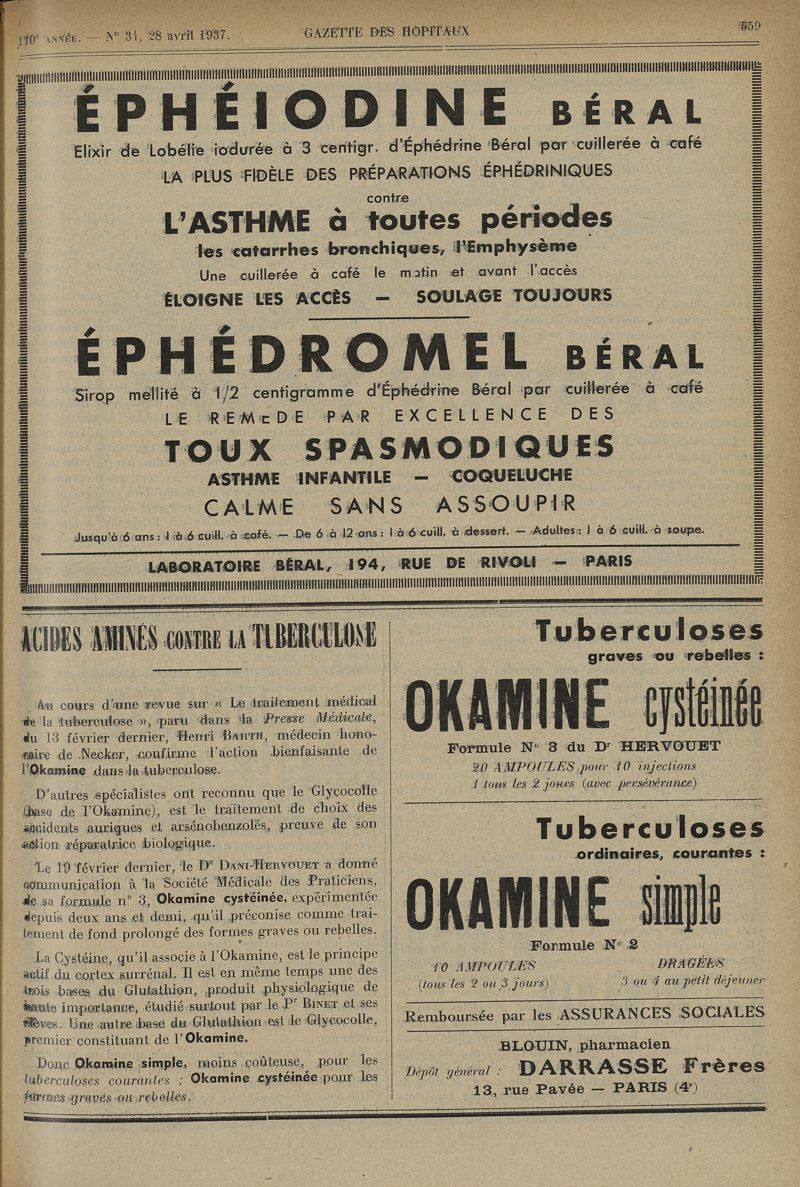 110e ANNÉE. — No 34, 28 avril 1937.
GAZETTE DES HOPITAUX
559
ÉPHÉIODINE BÉRAL
Elixir de Lobélie iodurée à 3 centigr. d'Éphédrine Béral par cuillerée à café
LA PLUS FIDÈLE DES PRÉPARATIONS ÉPHÉDRINIQUES
contre
L'ASTHME à toutes périodes
les catarrhes bronchiques, l'Emphysème
Une cuillerée à café le matin et avant l'accès
ÉLOIGNE LES ACCÈS — SOULAGE TOUJOURS
ÉPHÉDROMEL BÉRAL
Sirop mellité à 1/2 centigramme d'Éphédrine Béral par cuillerée à café
LE REMEDE PAR EXCELLENCE DES
TOUX SPASMODIQUES
ASTHME INFANTILE — COQUELUCHE
CALME SANS ASSOUPIR
Jusqu'à 6 ans : 1 à 6 cuill. à café. — De 6 à 12 ans : 1 à 6 cuill. à dessert. — Adultes : 1 à 6 cuill. à soupe.
LABORATOIRE BÉRAL, 194, RUE DE RIVOLI — PARIS
ACIDES AMINÉS CONTRE LA TUBERCULOSE
Au cours d'une revue sur « Le traitement médical
de la tuberculose », paru dans la Presse Médicale,
du 13 février dernier, Henri BARTH, médecin hono-
raire de Necker, confirme l'action bienfaisante de
l'Okamine dans la tuberculose.
D'autres spécialistes ont reconnu que le Glycocolle
(base de l'Okamine), est le traitement de choix des
accidents auriques et arsénobenzolés, preuve de son
action réparatrice biologique.
Le 19 février dernier, le Dr DANI-HERVOUET a donné
communication à la Société Médicale des Praticiens,
de sa formule no 3, Okamine cystéinée, expérimentée
depuis deux ans et demi, qu'il préconise comme trai-
tement de fond prolongé des formes graves ou rebelles.
La Cystéine, qu'il associe à l'Okamine, est le principe
actif du cortex surrénal. Il est en même temps une des
trois bases du Glutathion, produit physiologique de
haute importance, étudié surtout par le Pr BINET et ses
élèves. Une autre base du Glutathion est le Glycocolle,
premier constituant de l'Okamine.
Donc Okamine simple, moins coûteuse, pour les
tuberculoses courantes ; Okamine cystéinée pour les
formes graves ou rebelles.
Tuberculoses
graves ou rebelles :
OKAMINE cystéinée
Formule No 3 du Dr HERVOUET
20 AMPOULES pour 10 injections
1 tous les 2 jours (avec persévérance)
Tuberculoses
ordinaires, courantes :
OKAMINE simple
Formule No 2
10 AMPOULES
(tous les 2 ou 3 jours)
DRAGÉES
3 ou 4 au petit déjeuner
Remboursée par les ASSURANCES SOCIALES
BLOUIN, pharmacien
Dépôt général : DARRASSE Frères
13, rue Pavée — PARIS (4e)